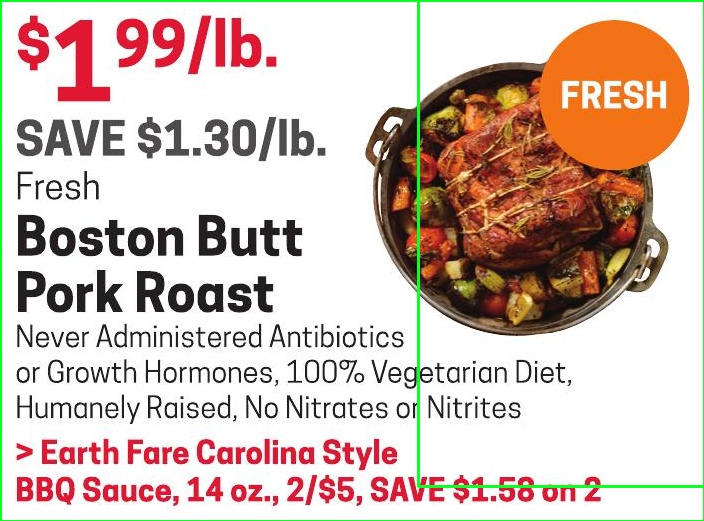 $1 99/lb.
SAVE $1.30/lb.
Fresh
Boston Butt
Pork Roast
Never Administered Antibiotics
or Growth Hormones, 100% Vegetarian Diet,
Humanely Raised, No Nitrates or Nitrites
> Earth Fare Carolina Style
BBQ Sauce, 14 oz., 2/$5, SAVE $1.58 on 2
FRESH